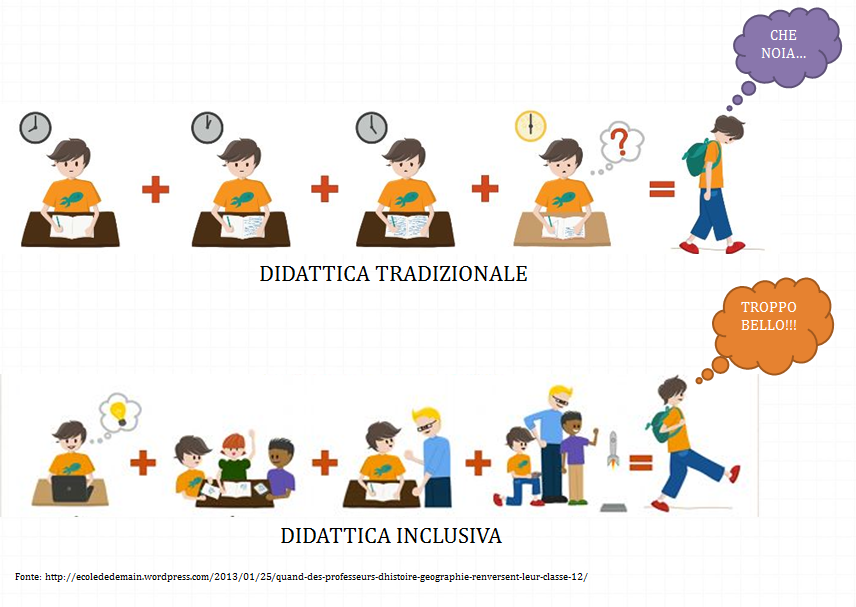 CHE
NOIA...
?
DIDATTICA TRADIZIONALE
TROPPO
BELLO!!!
DIDATTICA INCLUSIVA
Fonte: http://ecolededemain.wordpress.com/2013/01/25/quand-des-professeurs-dhistoire-geographie-renversent-leur-classe-12/